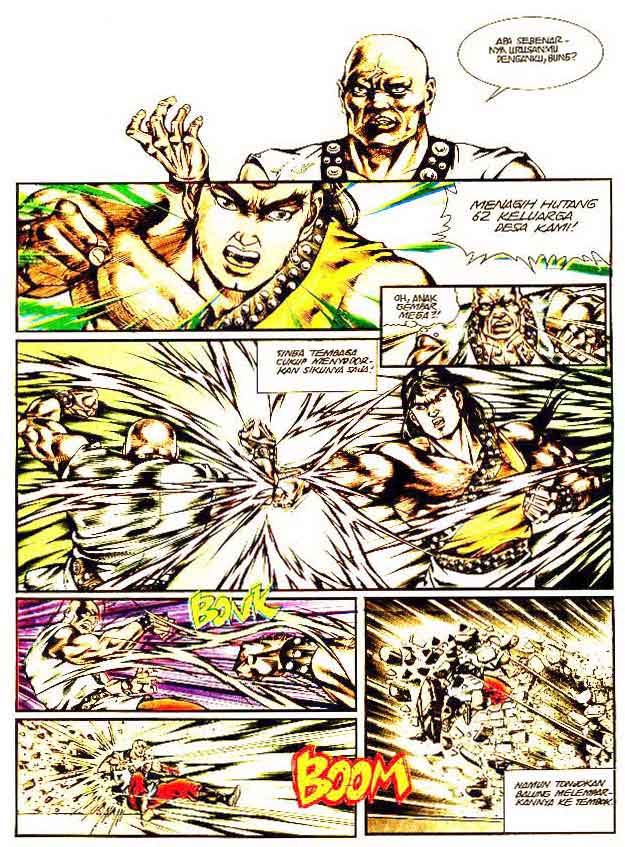 APA SEBENAR-
NYA URUSANMU
DENGANKU, BUNG?
MENAGIH HUTANG
62 KELUARGA
DESA KAMI!
OH, ANAK
GEMPAR
MEGA?!
SINGA TEMBAGA
CUKUP MENYODOR-
KAN SIKUNYA SAJA!
BONK
BOOM
NAMUN TONJOKAN
BALUNG MELEMPAR-
KANNYA KE TEMBOK.